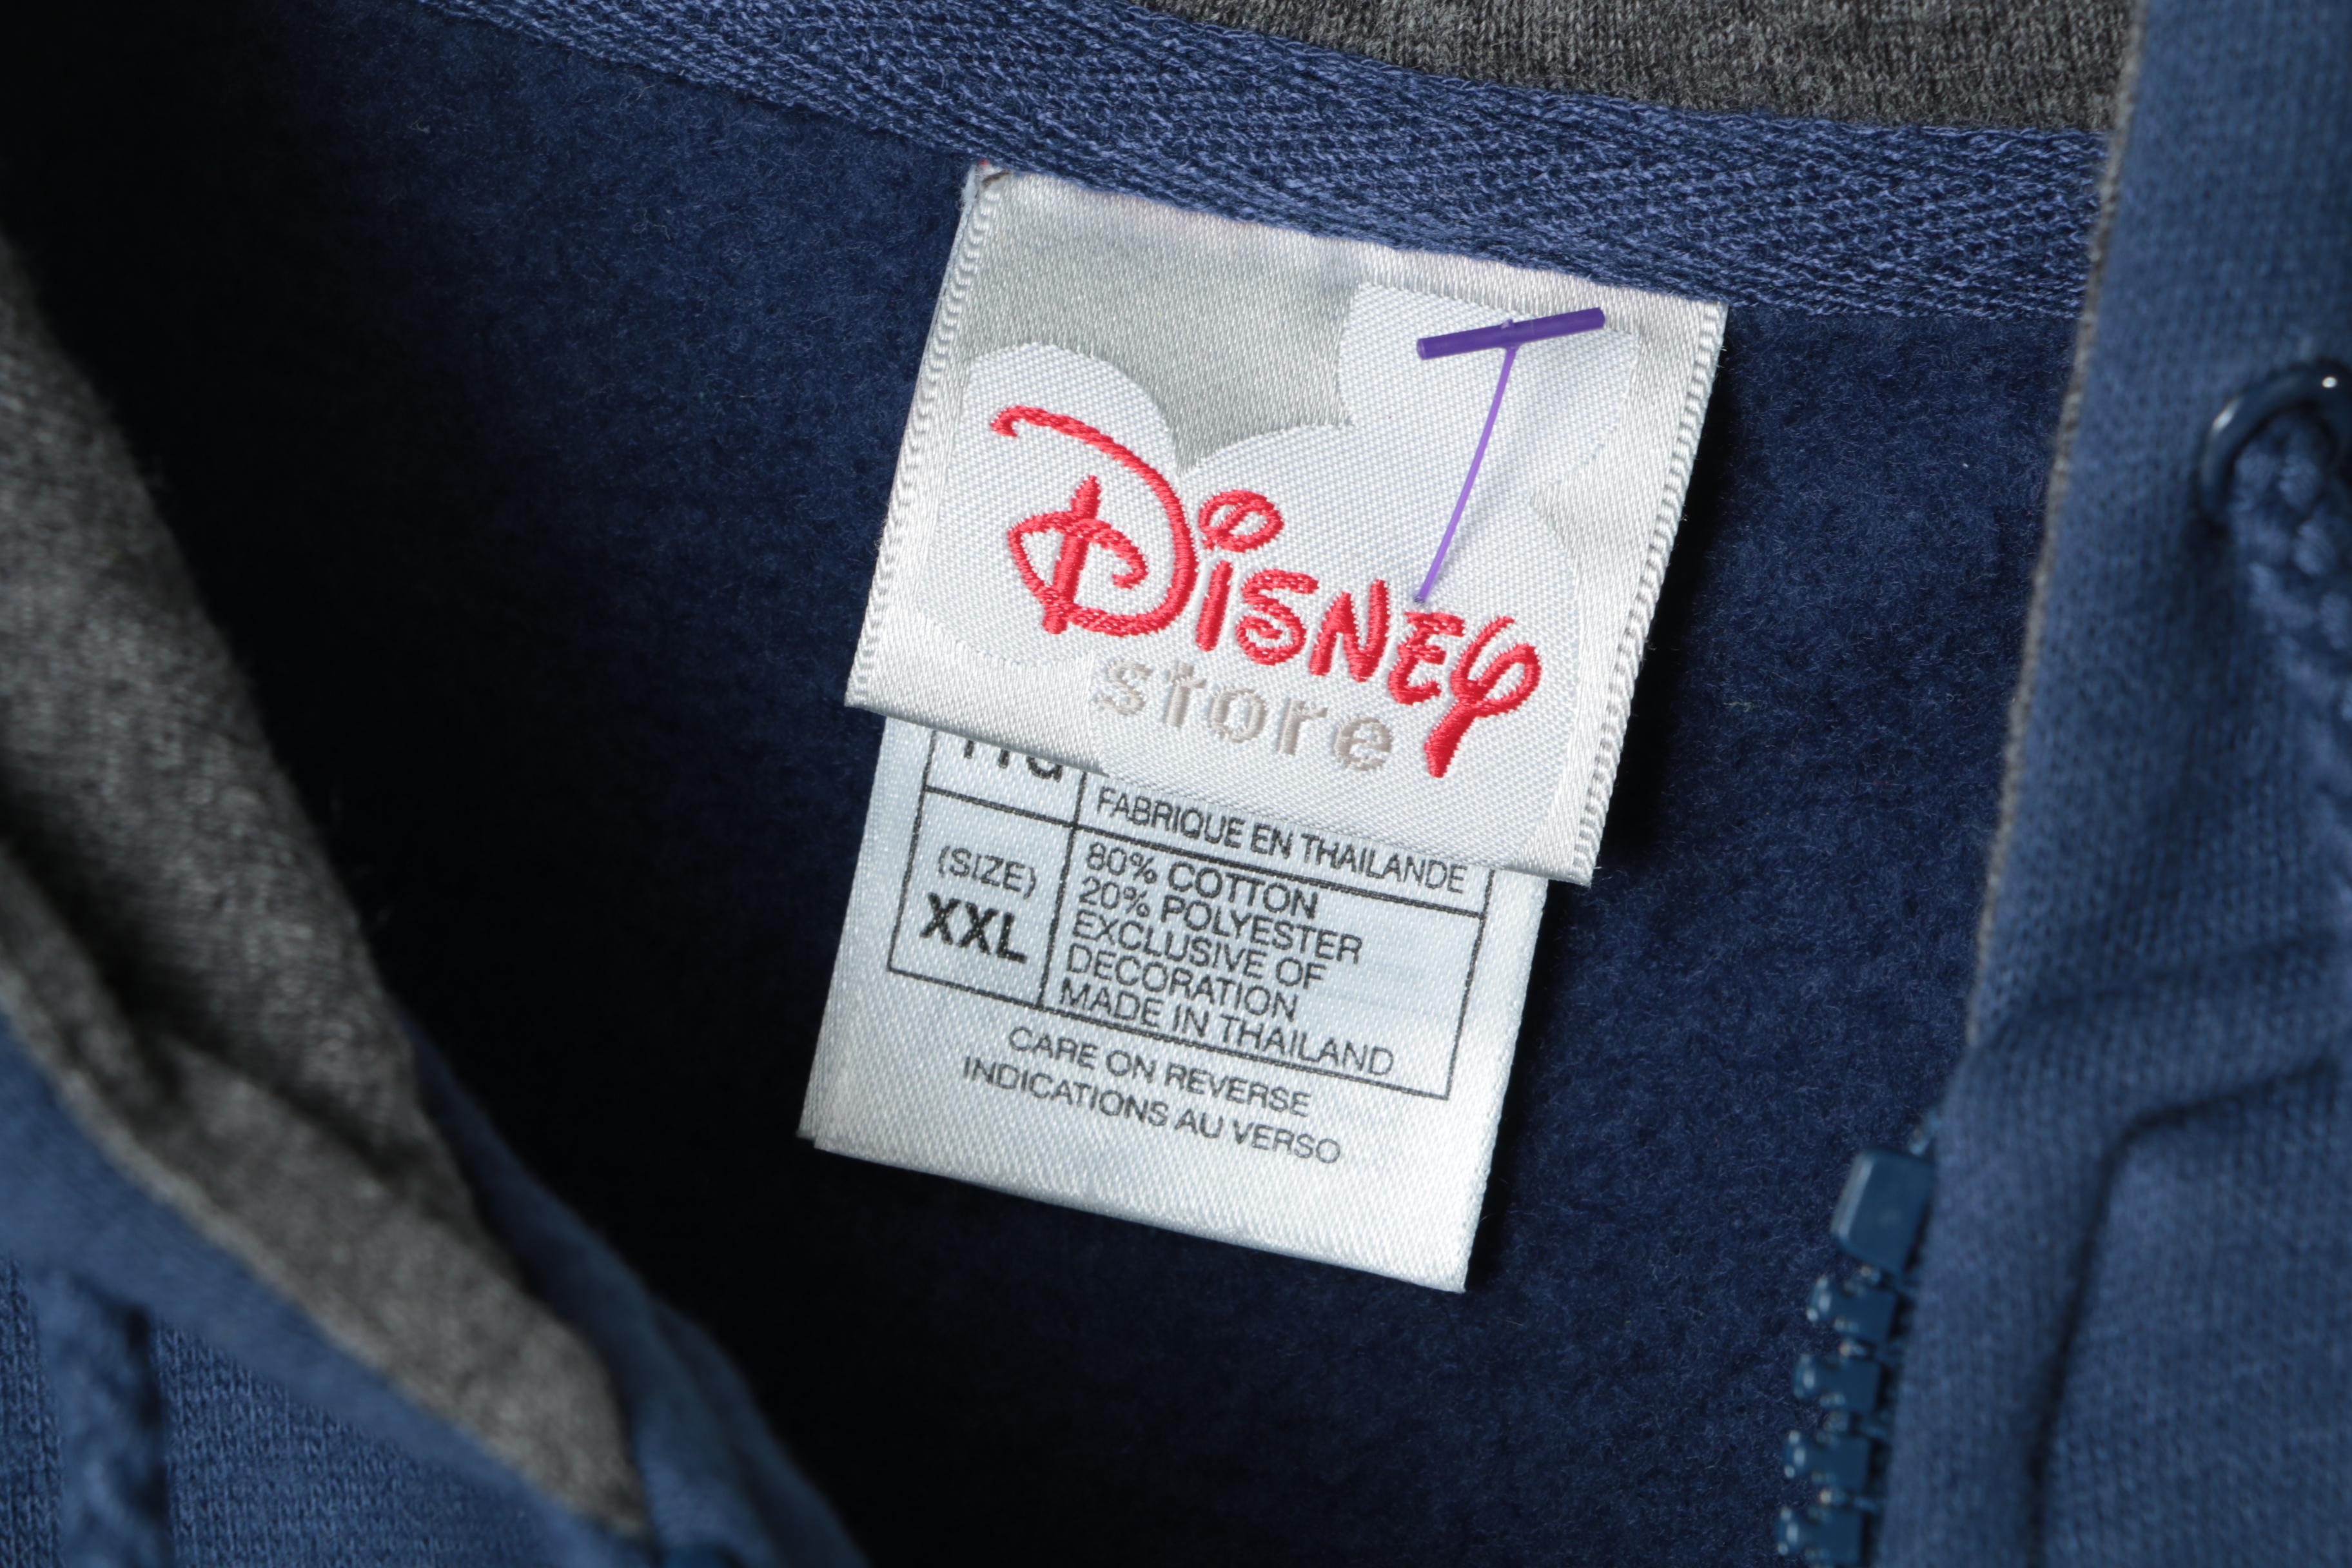 Disney
store
FABRIQUE EN THAILANDE
(SIZE)
XXL
80% COTTON
20% POLYESTER
EXCLUSIVE OF
DECORATION
MADE IN THAILAND
CARE ON REVERSE
INDICATIONS AU VERSO